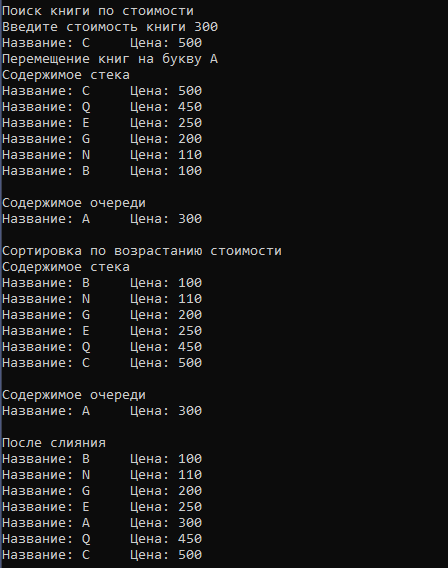 Поиск книги по стоимости
Введите стоимость книги 300
Название: C Цена: 500
Перемещение книг на букву А
Содержимое стека
Название: C Цена: 500
Название: Q Цена: 450
Название: E Цена: 250
Название: G Цена: 200
Название: N Цена: 110
Название: B Цена: 100
Содержимое очереди
Название: A Цена: 300
Сортировка по возрастанию стоимости
Содержимое стека
Название: B Цена: 100
Название: N Цена: 110
Название: G Цена: 200
Название: E Цена: 250
Название: Q Цена: 450
Название: C Цена: 500
Содержимое очереди
Название: A Цена: 300
После слияния
Название: B Цена: 100
Название: N Цена: 110
Название: G Цена: 200
Название: E Цена: 250
Название: A Цена: 300
Название: Q Цена: 450
Название: C Цена: 500